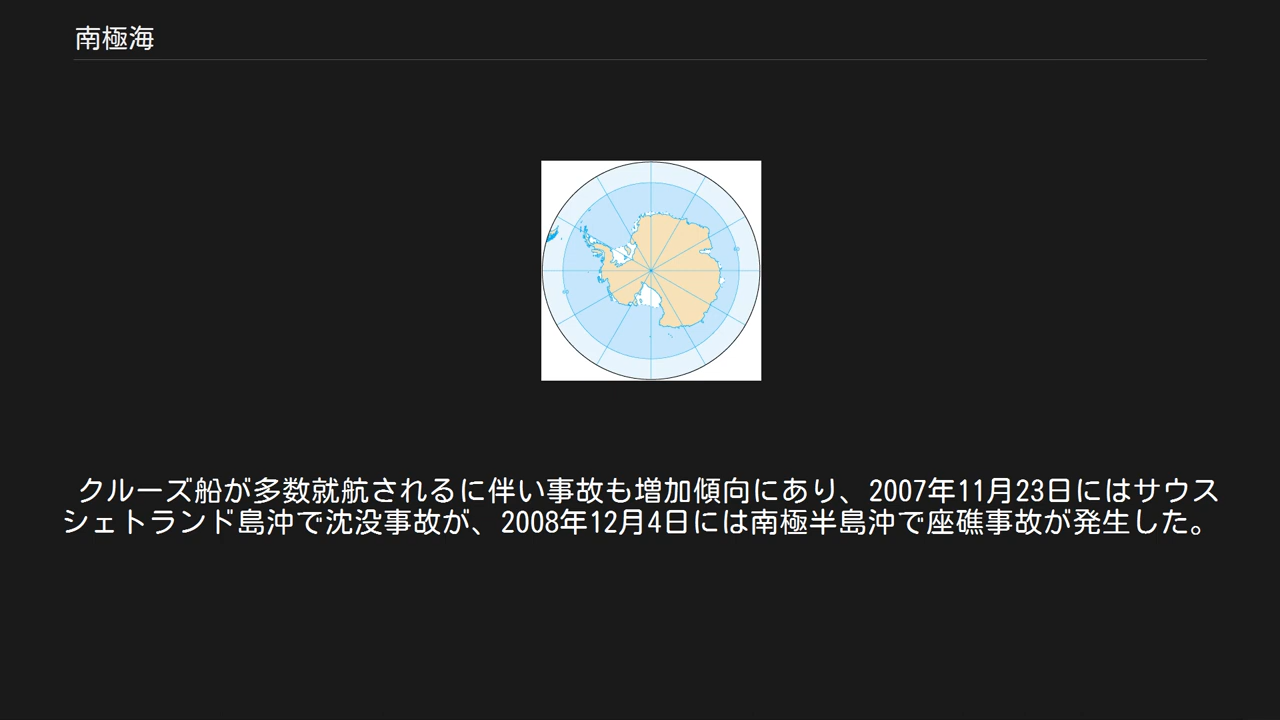 南極海
クルーズ船が多数就航されるに伴い事故も増加傾向にあり、2007年11月23日にはサウス
シェトランド島沖で沈没事故が、2008年12月4日には南極半島沖で座礁事故が発生した。